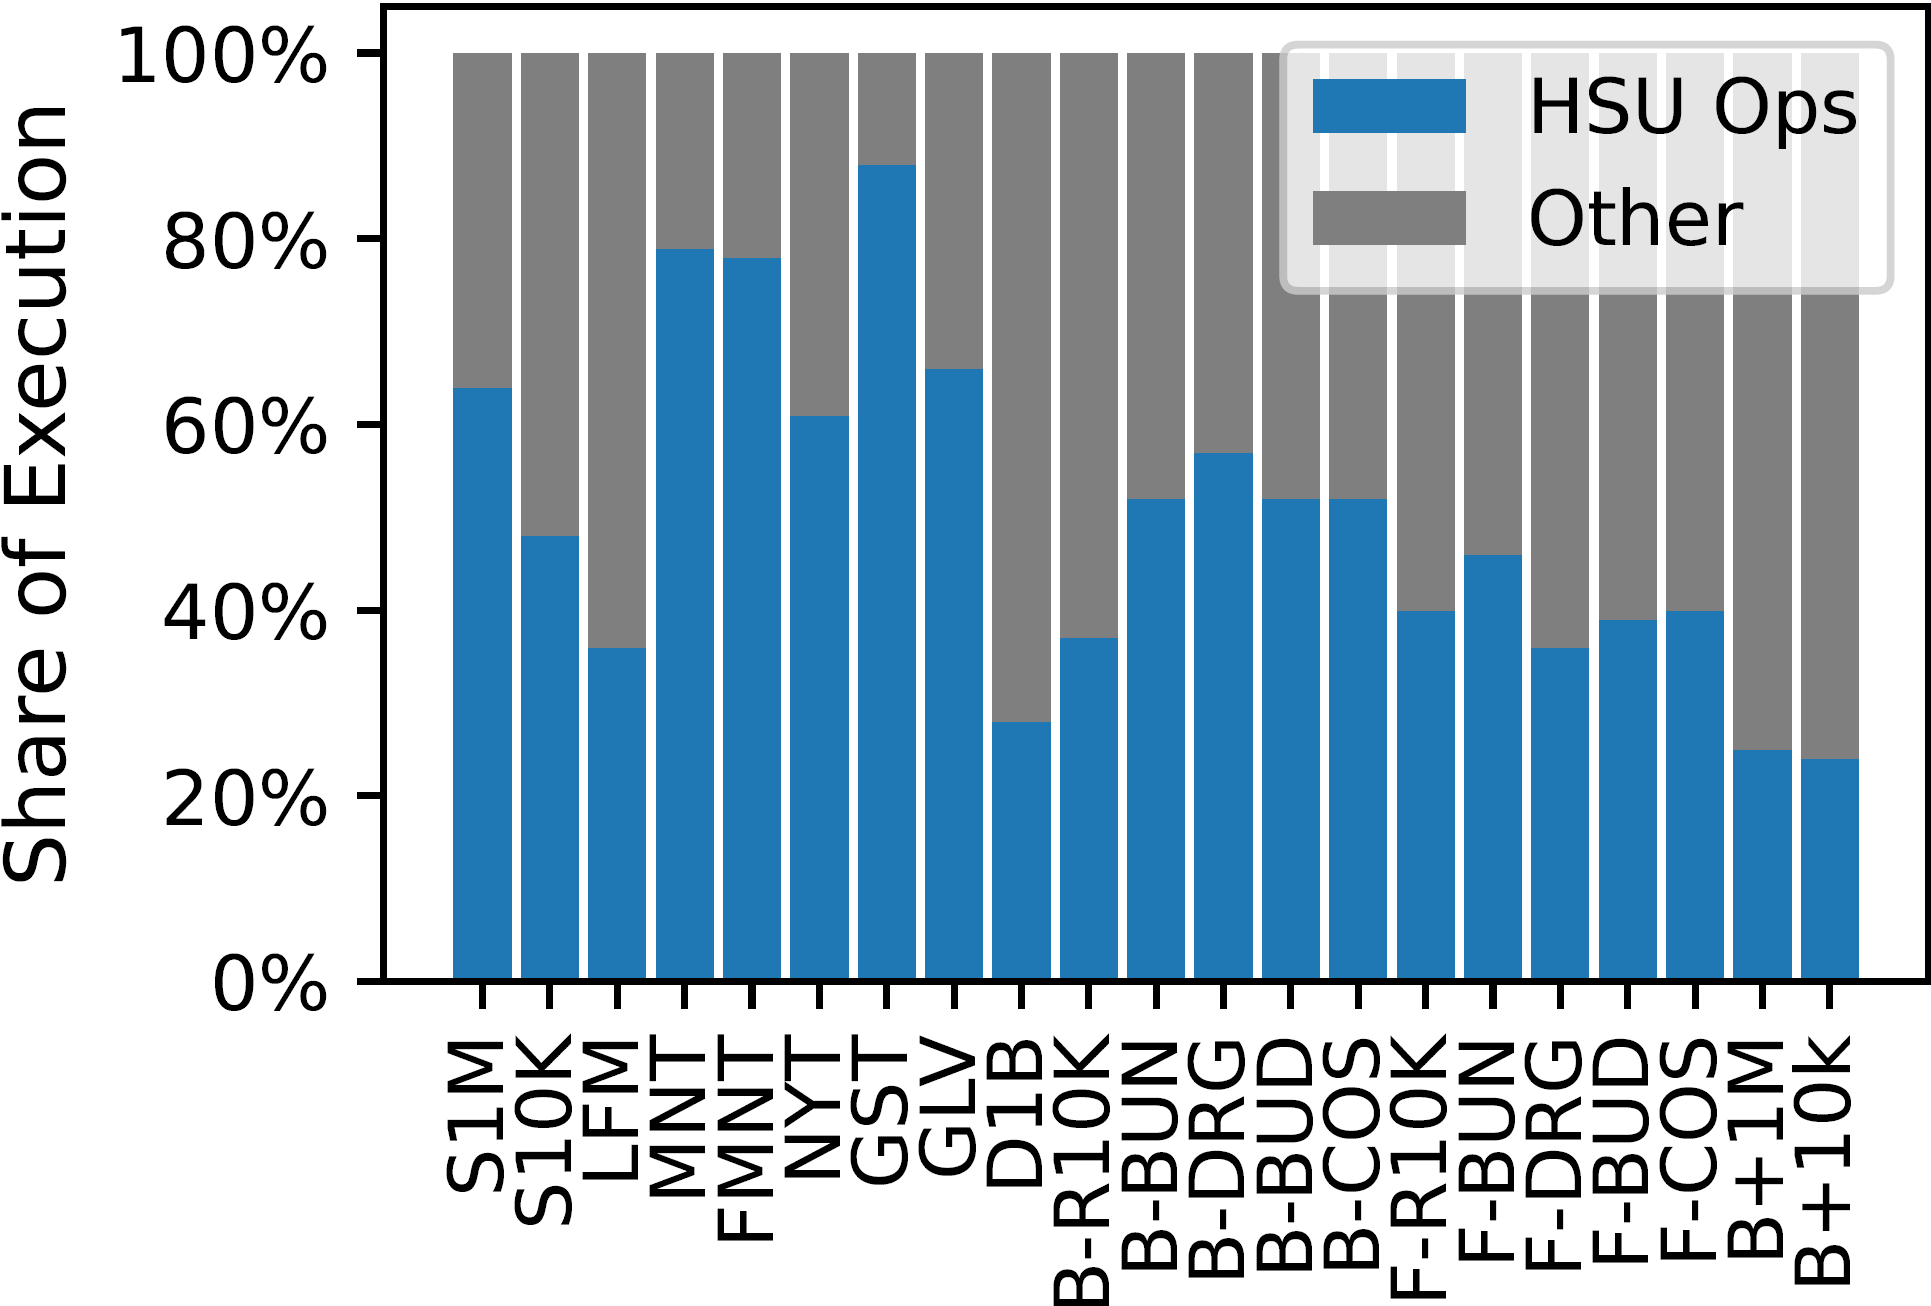 Share of Execution
100%
80%
60%
40%
20%
0%
HSU Ops
Other
S1M
S10K
LFM
MNT
FMNT
NYT
GST
GLV
D1B
B-R10K
B-BUN
B-DRG
B-BUD
B-COS
F-R10K
F-BUN
F-DRG
F-BUD
F-COS
B+1M
B+10k